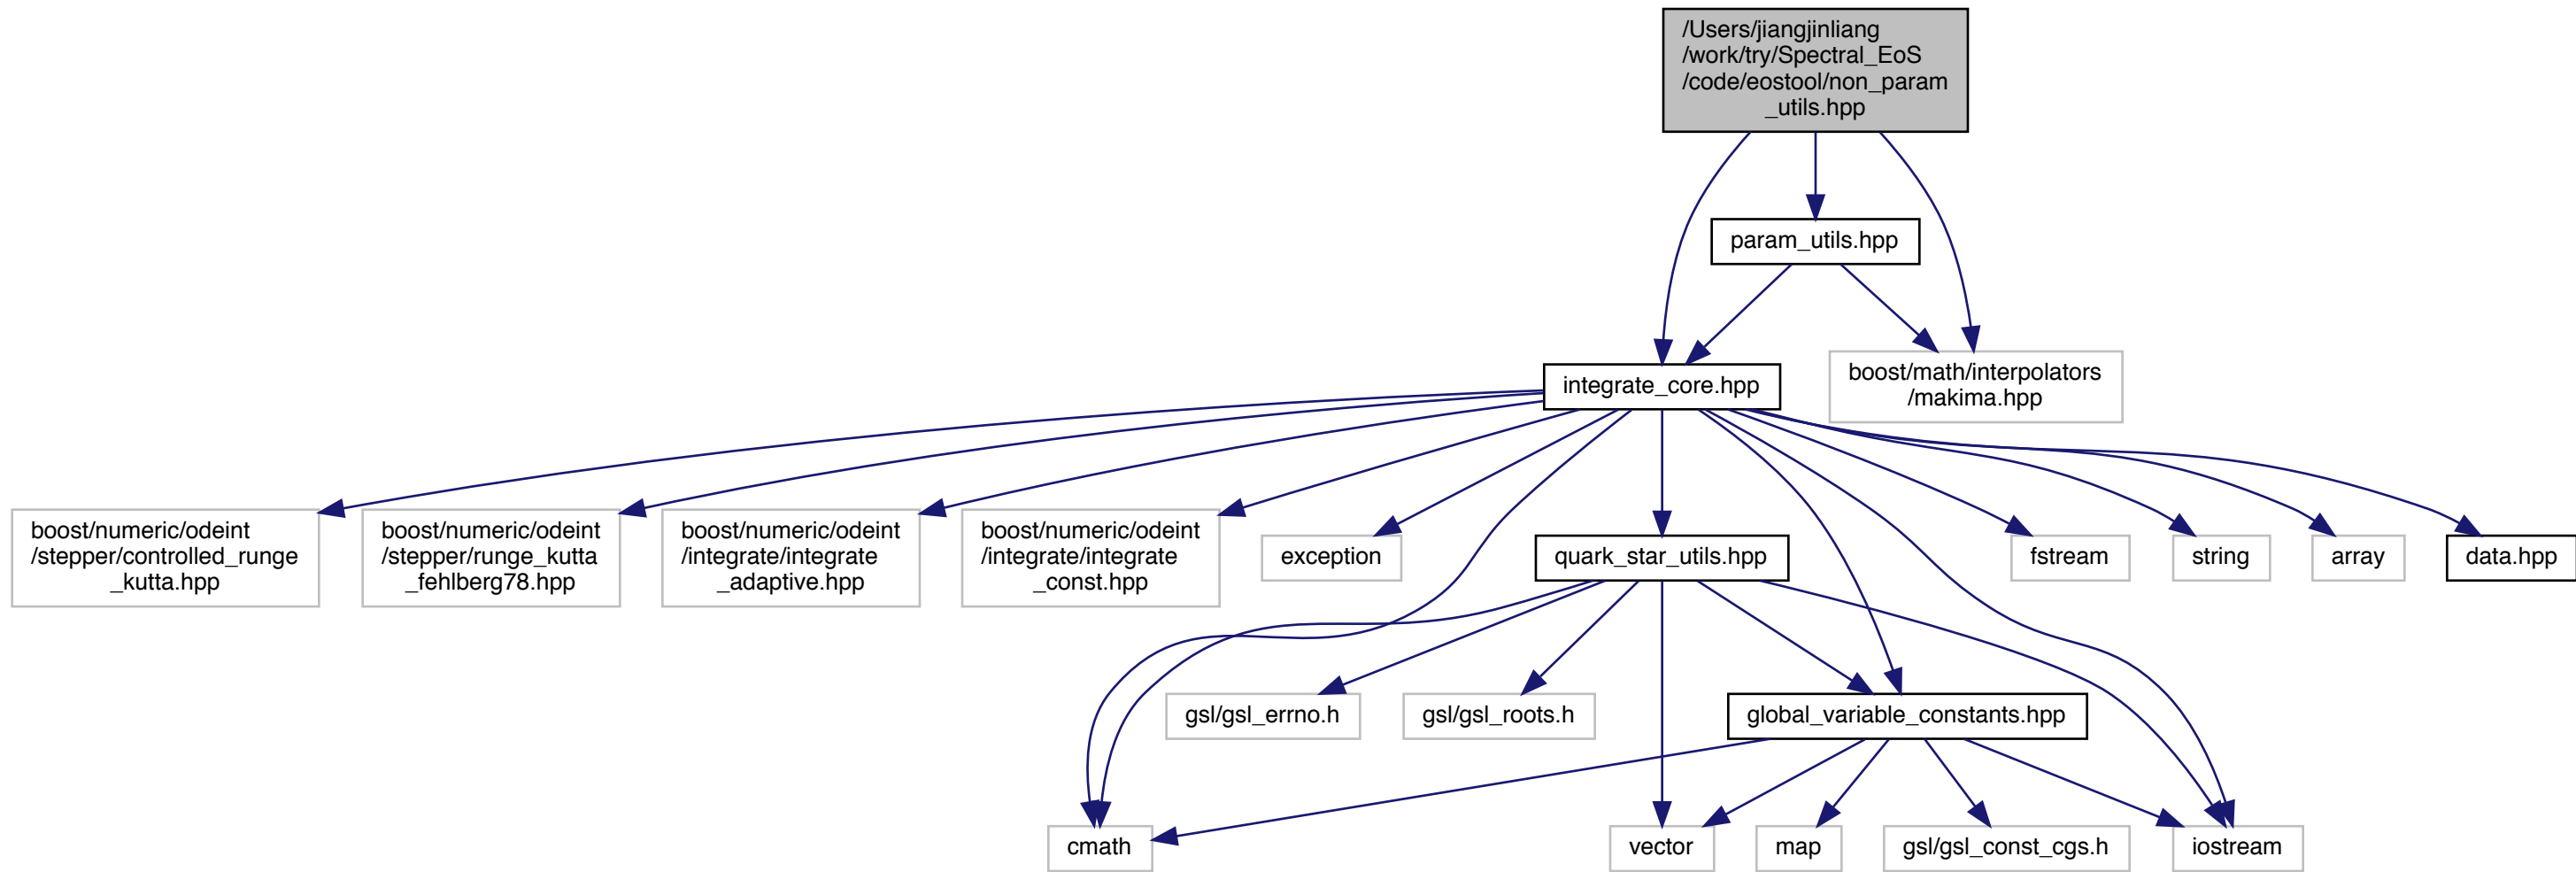 /Users/jiangjinliang
/work/try/Spectral_EoS
/code/eostool/non_param
_utils.hpp
param_utils.hpp
integrate_core.hpp
boost/math/interpolators
/makima.hpp
boost/numeric/odeint
/stepper/controlled_runge
_kutta.hpp
boost/numeric/odeint
/stepper/runge_kutta
_fehlberg78.hpp
boost/numeric/odeint
/integrate/integrate
_adaptive.hpp
boost/numeric/odeint
/integrate/integrate
_const.hpp
exception
quark_star_utils.hpp
fstream
string
array
data.hpp
gsl/gsl_errno.h
gsl/gsl_roots.h
global_variable_constants.hpp
cmath
vector
map
gsl/gsl_const_cgs.h
iostream